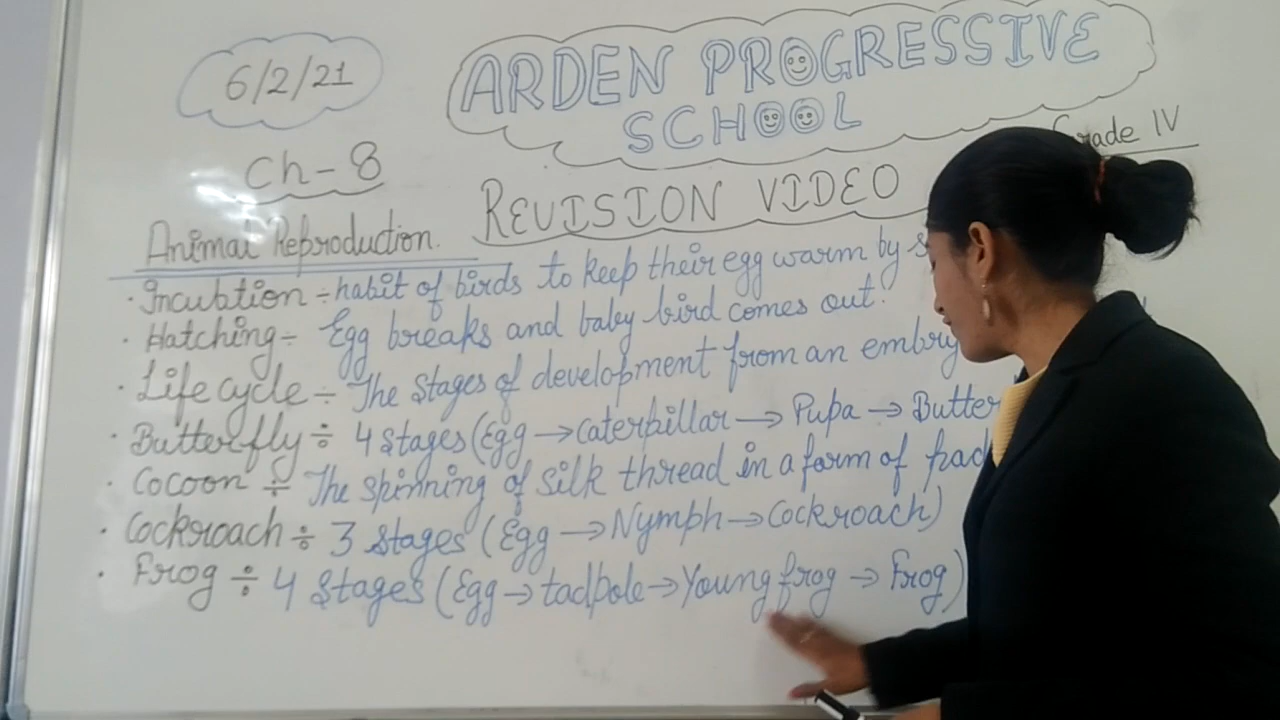 6/2/21
ARDEN PROGRESSIVE
SCHOOL
Grade IV
Ch-8
REVISION VIDEO
Animal Reproduction.
· Incubtion ÷ habit of birds to keep their egg warm by
· Hatching ÷ Egg breaks and baby bird comes out.
· Life cycle ÷ The stages of development from an
· Butterfly ÷ 4 stages (Egg → caterpillar → Pupa →
· Cocoon ÷ The spinning of silk thread in a form of
· Cockroach ÷ 3 stages (Egg → Nymph → Cockroach)
· Frog ÷ 4 stages (Egg → tadpole → Young frog → Frog)